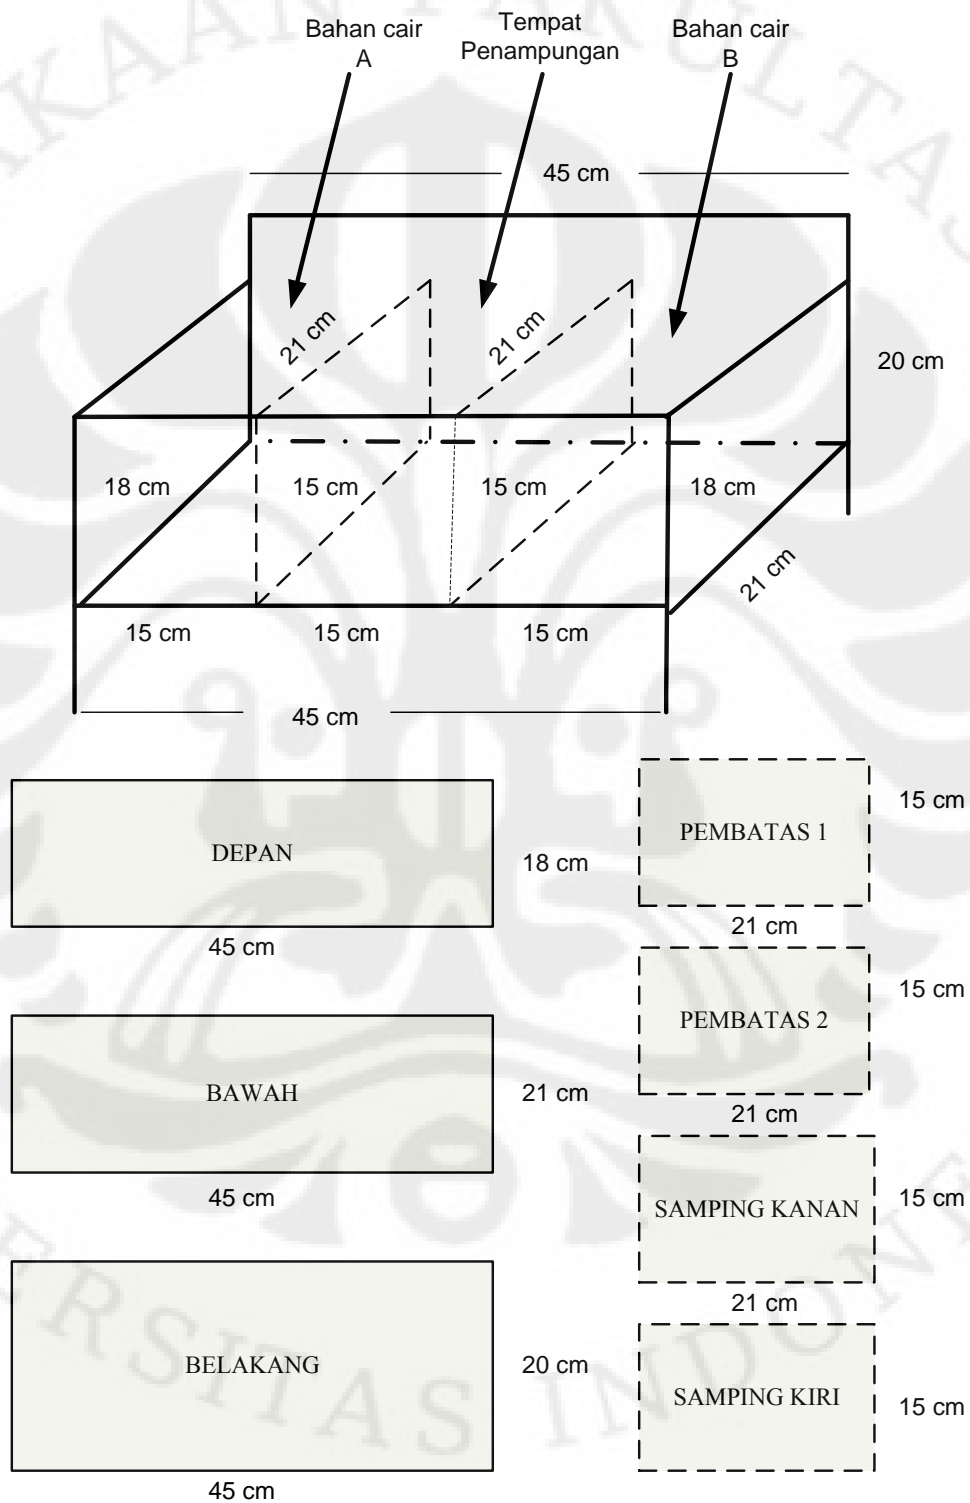 Bahan cair
A
Tempat
Penampungan
Bahan cair
B
45 cm
21 cm
21 cm
20 cm
18 cm
15 cm
15 cm
18 cm
21 cm
15 cm
15 cm
15 cm
45 cm
DEPAN
18 cm
45 cm
BAWAH
21 cm
45 cm
BELAKANG
20 cm
45 cm
PEMBATAS 1
15 cm
21 cm
PEMBATAS 2
15 cm
21 cm
SAMPING KANAN
15 cm
21 cm
SAMPING KIRI
15 cm